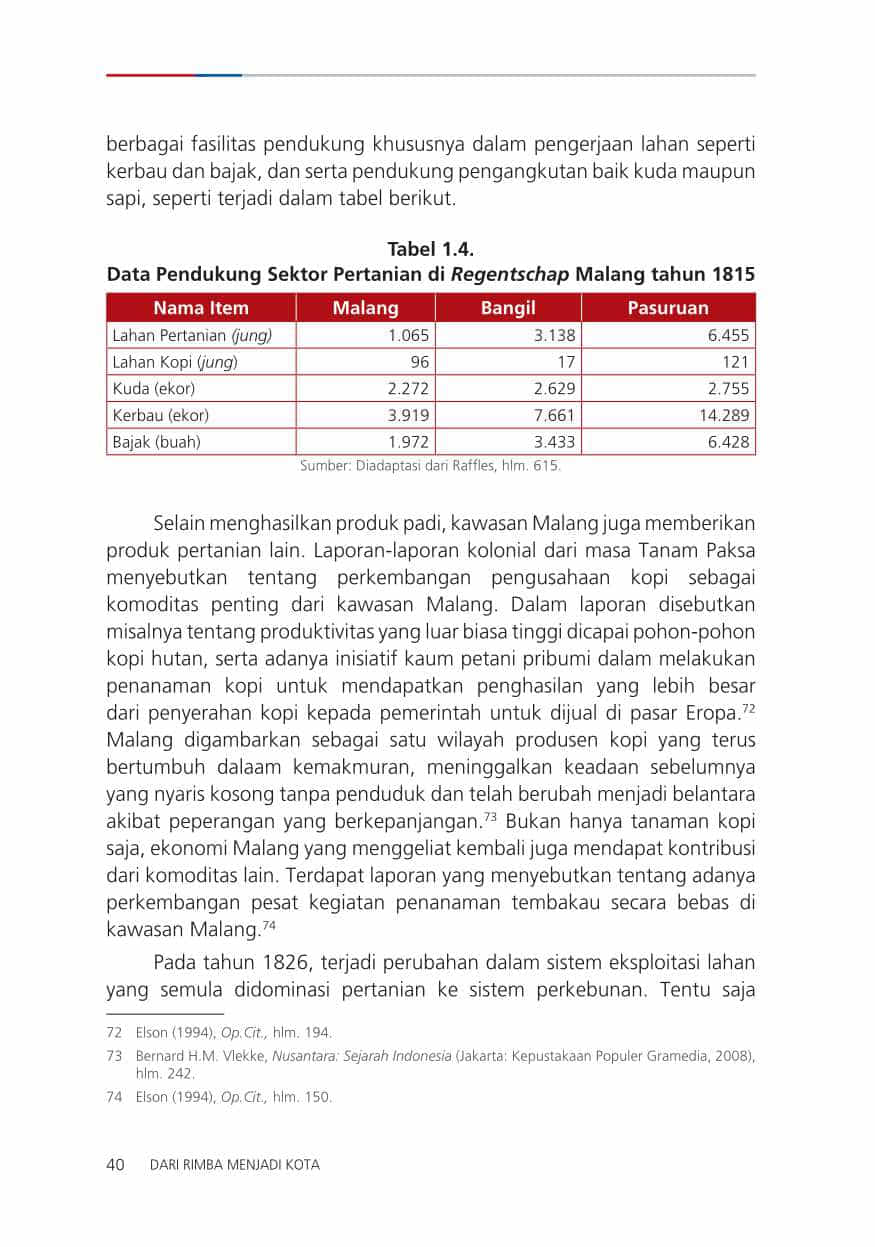 berbagai fasilitas pendukung khususnya dalam pengerjaan lahan seperti
kerbau dan bajak, dan serta pendukung pengangkutan baik kuda maupun
sapi, seperti terjadi dalam tabel berikut.
Tabel 1.4.
Data Pendukung Sektor Pertanian di Regentschap Malang tahun 1815
Nama Item Malang Bangil Pasuruan
Lahan Pertanian (jung) 1.065 3.138 6.455
Lahan Kopi (jung) 96 17 121
Kuda (ekor) 2.272 2.629 2.755
Kerbau (ekor) 3.919 7.661 14.289
Bajak (buah) 1.972 3.433 6.428
Sumber: Diadaptasi dari Raffles, hlm. 615.
Selain menghasilkan produk padi, kawasan Malang juga memberikan
produk pertanian lain. Laporan-laporan kolonial dari masa Tanam Paksa
menyebutkan tentang perkembangan pengusahaan kopi sebagai
komoditas penting dari kawasan Malang. Dalam laporan disebutkan
misalnya tentang produktivitas yang luar biasa tinggi dicapai pohon-pohon
kopi hutan, serta adanya inisiatif kaum petani pribumi dalam melakukan
penanaman kopi untuk mendapatkan penghasilan yang lebih besar
dari penyerahan kopi kepada pemerintah untuk dijual di pasar Eropa.72
Malang digambarkan sebagai satu wilayah produsen kopi yang terus
bertumbuh dalaam kemakmuran, meninggalkan keadaan sebelumnya
yang nyaris kosong tanpa penduduk dan telah berubah menjadi belantara
akibat peperangan yang berkepanjangan.73 Bukan hanya tanaman kopi
saja, ekonomi Malang yang menggeliat kembali juga mendapat kontribusi
dari komoditas lain. Terdapat laporan yang menyebutkan tentang adanya
perkembangan pesat kegiatan penanaman tembakau secara bebas di
kawasan Malang.74
Pada tahun 1826, terjadi perubahan dalam sistem eksploitasi lahan
yang semula didominasi pertanian ke sistem perkebunan. Tentu saja
72 Elson (1994), Op.Cit., hlm. 194.
73 Bernard H.M. Vlekke, Nusantara: Sejarah Indonesia (Jakarta: Kepustakaan Populer Gramedia, 2008),
hlm. 242.
74 Elson (1994), Op.Cit., hlm. 150.
40 DARI RIMBA MENJADI KOTA